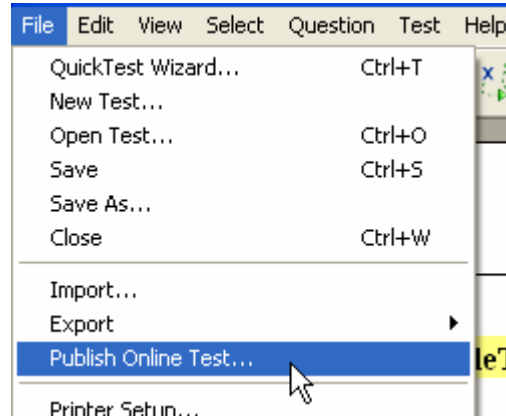 File Edit View Select Question Test Help
QuickTest Wizard... Ctrl+T
New Test...
Open Test... Ctrl+O
Save Ctrl+S
Save As...
Close Ctrl+W
Import...
Export
Publish Online Test...
Printer Setup...